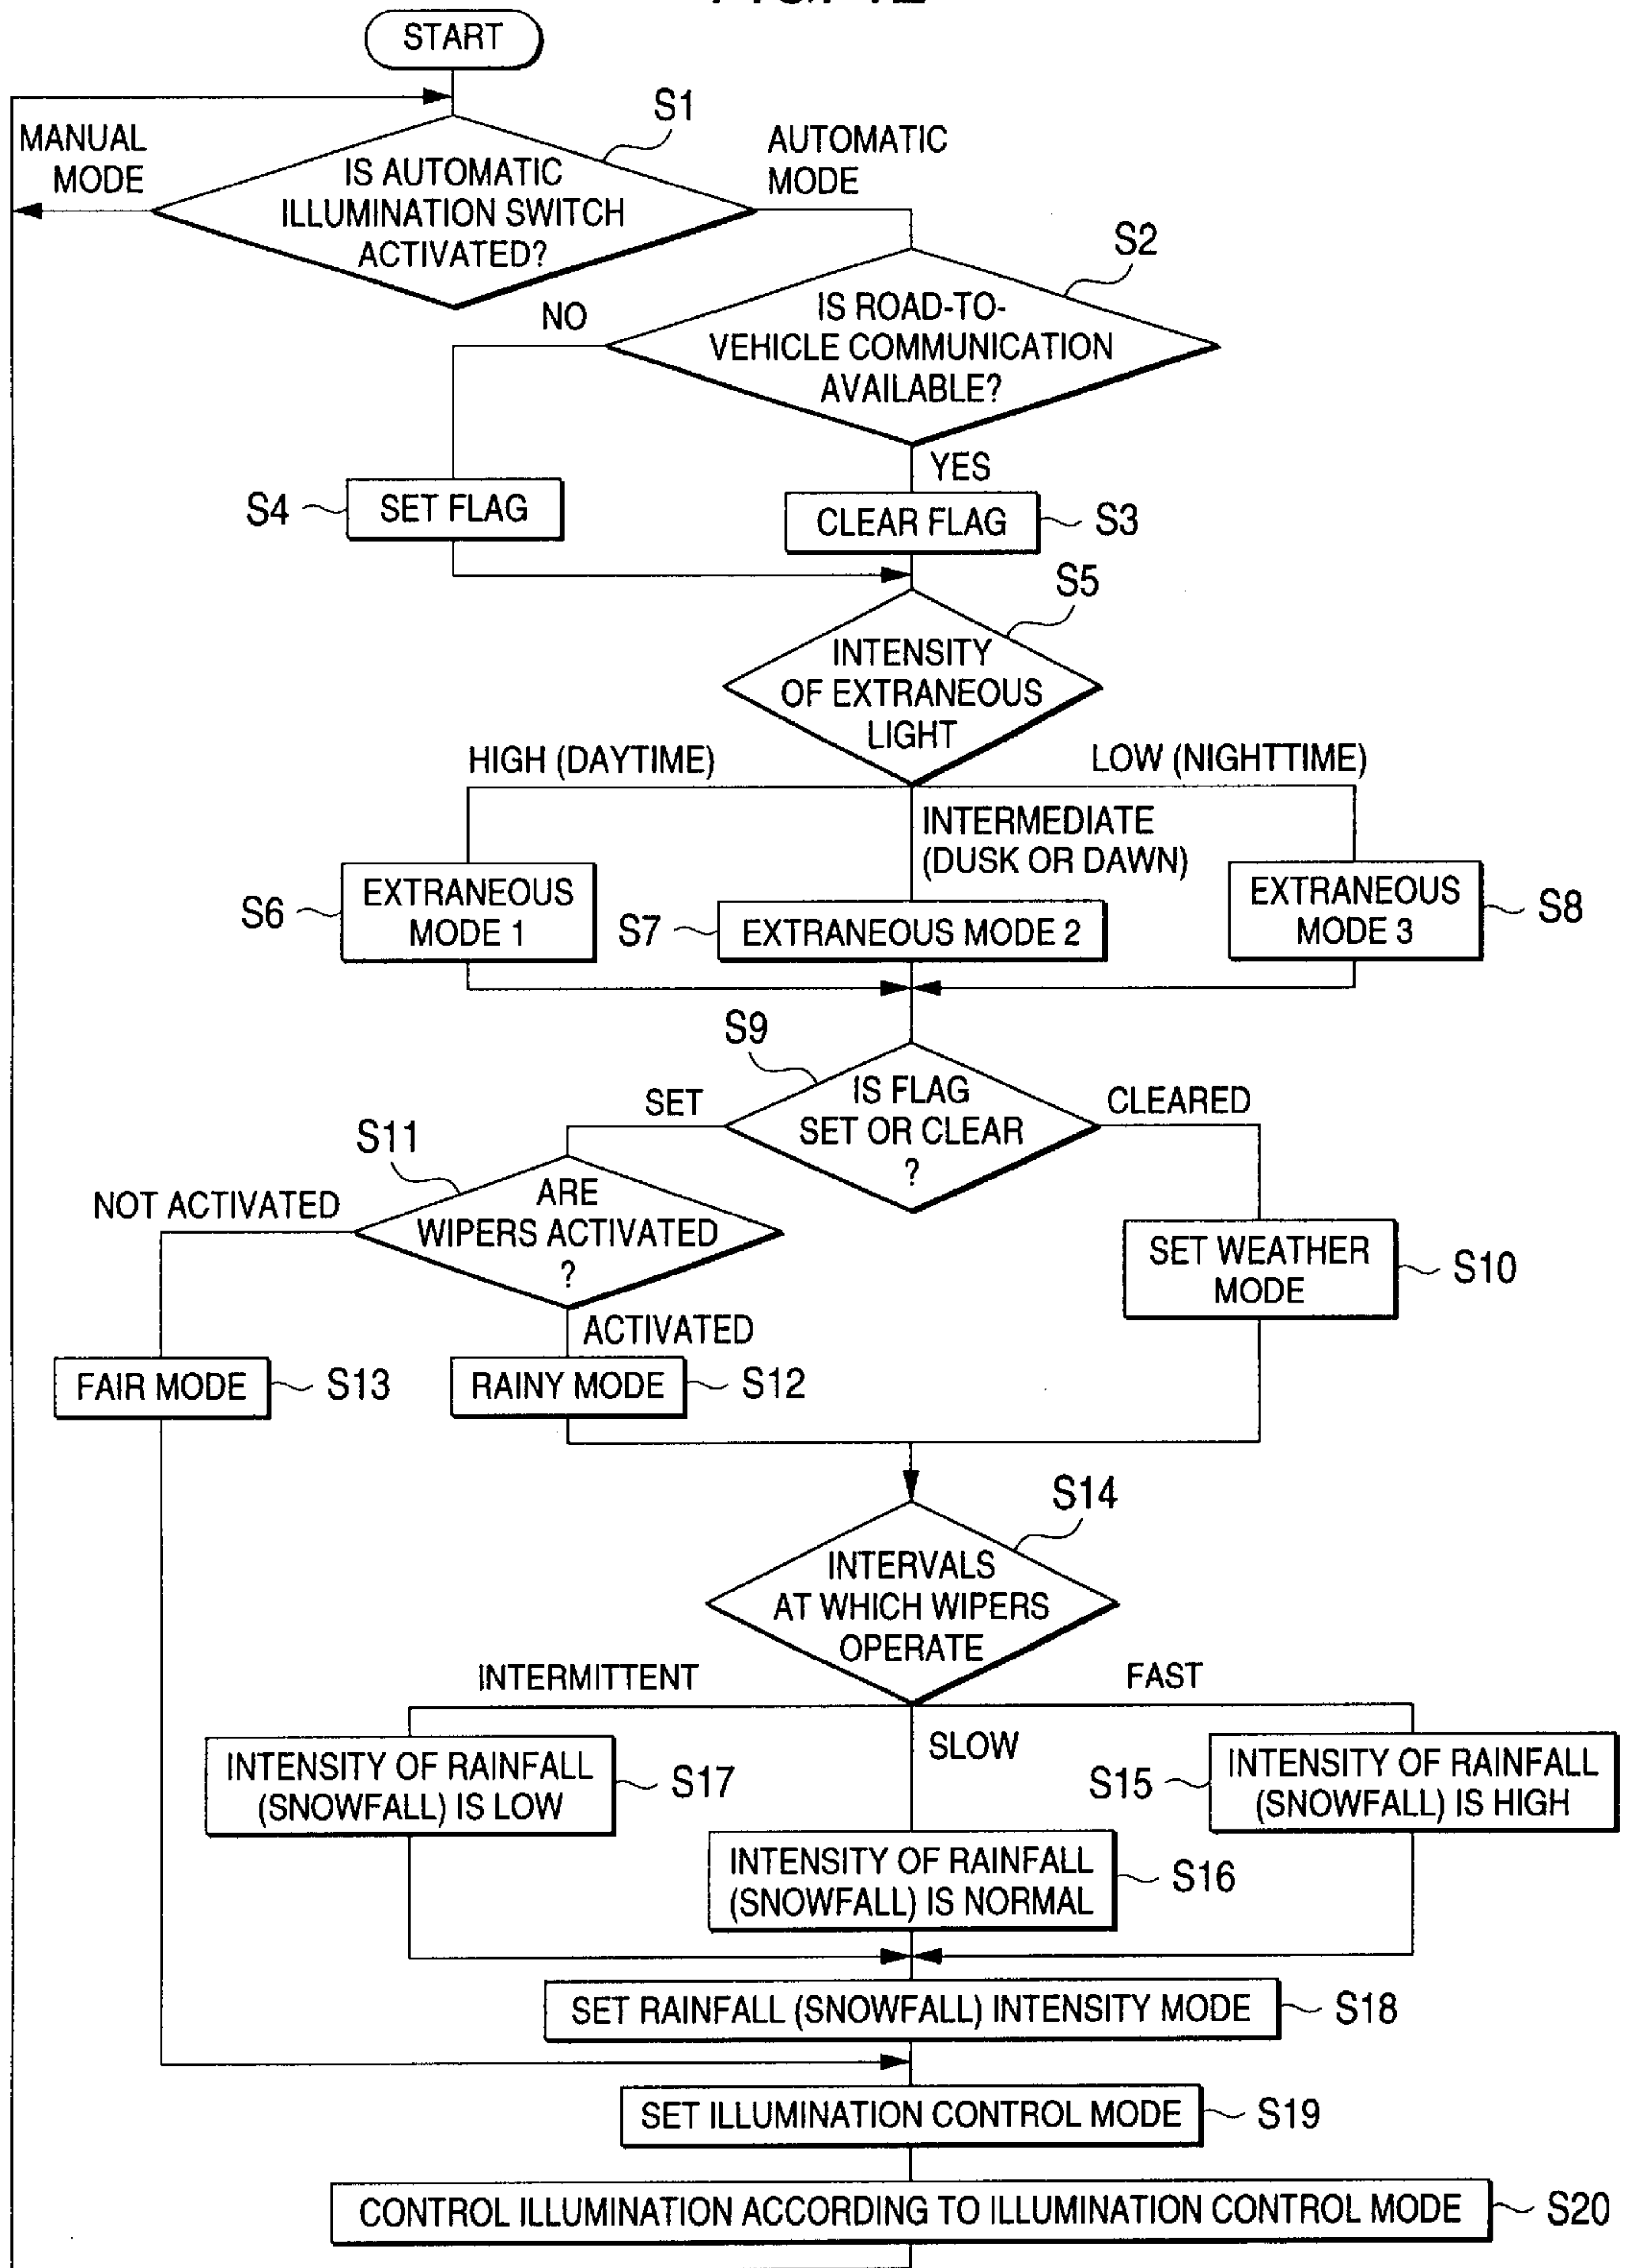 START
S1
MANUAL
MODE
AUTOMATIC
MODE
IS AUTOMATIC
ILLUMINATION SWITCH
ACTIVATED?
S2
NO
IS ROAD-TO-
VEHICLE COMMUNICATION
AVAILABLE?
YES
S4
SET FLAG
CLEAR FLAG
S3
S5
INTENSITY
OF EXTRANEOUS
LIGHT
HIGH (DAYTIME)
LOW (NIGHTTIME)
INTERMEDIATE
(DUSK OR DAWN)
S6
EXTRANEOUS
MODE 1
S7
EXTRANEOUS MODE 2
EXTRANEOUS
MODE 3
S8
S9
SET
IS FLAG
SET OR CLEAR
?
CLEARED
S11
NOT ACTIVATED
ARE
WIPERS ACTIVATED
?
SET WEATHER
MODE
S10
ACTIVATED
FAIR MODE
S13
RAINY MODE
S12
S14
INTERVALS
AT WHICH WIPERS
OPERATE
INTERMITTENT
FAST
SLOW
INTENSITY OF RAINFALL
(SNOWFALL) IS LOW
S17
S15
INTENSITY OF RAINFALL
(SNOWFALL) IS HIGH
INTENSITY OF RAINFALL
(SNOWFALL) IS NORMAL
S16
SET RAINFALL (SNOWFALL) INTENSITY MODE
S18
SET ILLUMINATION CONTROL MODE
S19
CONTROL ILLUMINATION ACCORDING TO ILLUMINATION CONTROL MODE
S20